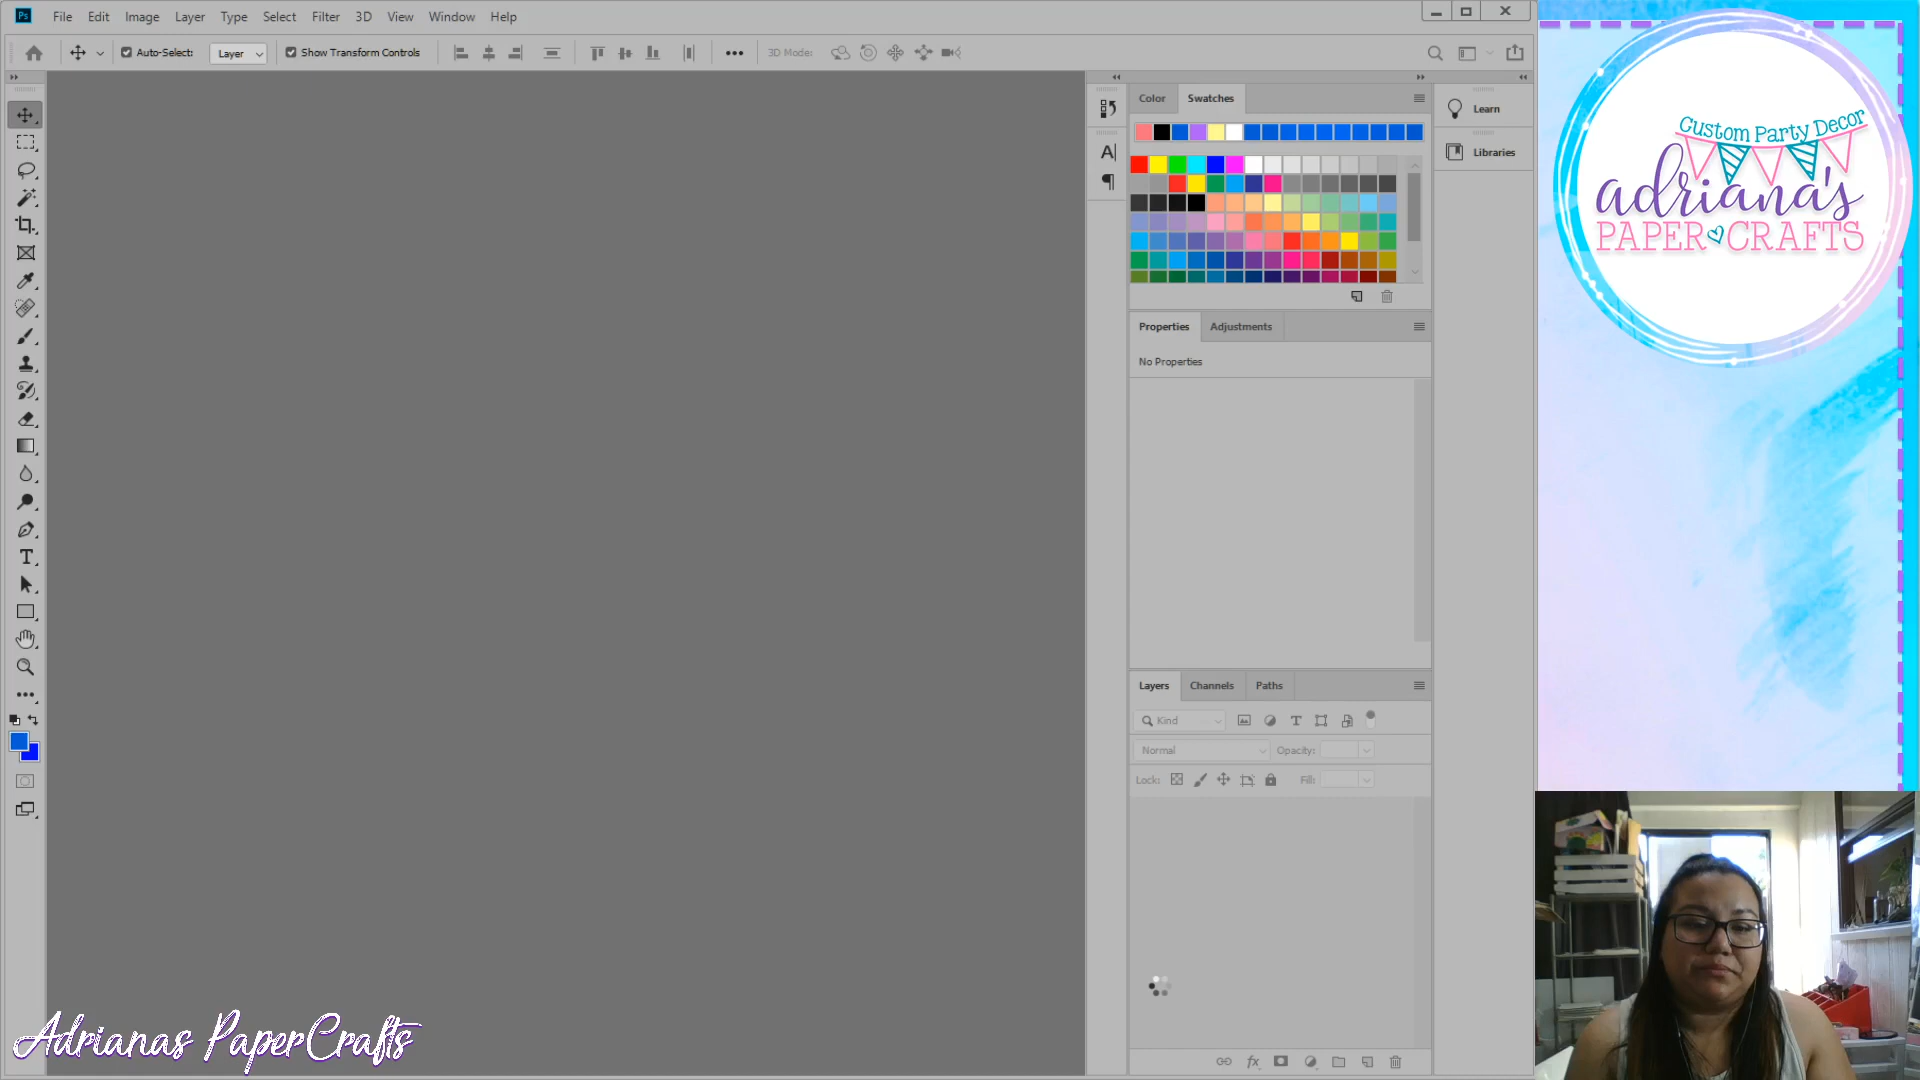 Ps File Edit Image Layer Type Select Filter 3D View Window Help
Auto-Select: Layer Show Transform Controls 3D Mode:
Color Swatches
Learn
Libraries
Properties Adjustments
No Properties
Layers Channels Paths
Kind
Normal Opacity:
Lock: Fill:
fx
Custom Party Decor
adriana's
PAPER CRAFTS
Adrianas PaperCrafts